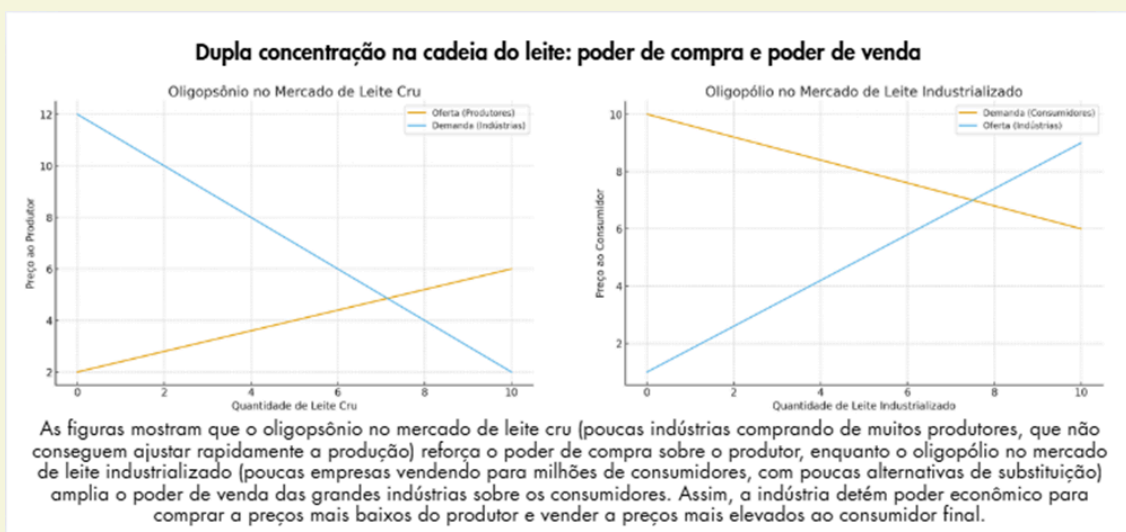 Dupla concentração na cadeia do leite: poder de compra e poder de venda
Oligopsônio no Mercado de Leite Cru
Oferta (Produtores)
Demanda (Indústrias)
12
10
8
6
4
2
Preço ao Produtor
0 2 4 6 8 10
Quantidade de Leite Cru
Oligopólio no Mercado de Leite Industrializado
Demanda (Consumidores)
Oferta (Indústrias)
10
8
6
4
2
Preço ao Consumidor
0 2 4 6 8 10
Quantidade de Leite Industrializado
As figuras mostram que o oligopsônio no mercado de leite cru (poucas indústrias comprando de muitos produtores, que não
conseguem ajustar rapidamente a produção) reforça o poder de compra sobre o produtor, enquanto o oligopólio no mercado
de leite industrializado (poucas empresas vendendo para milhões de consumidores, com poucas alternativas de substituição)
amplia o poder de venda das grandes indústrias sobre os consumidores. Assim, a indústria detém poder econômico para
comprar a preços mais baixos do produtor e vender a preços mais elevados ao consumidor final.